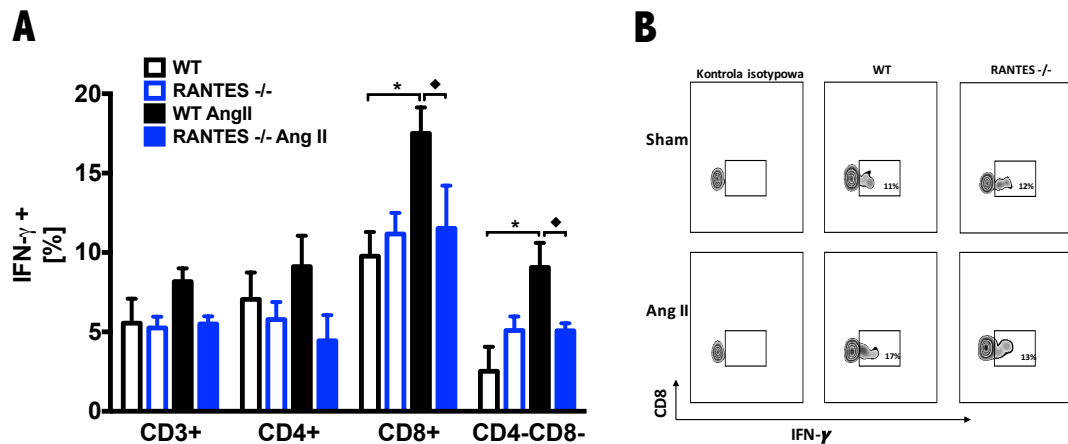 A
WT
RANTES -/-
WT AngII
RANTES -/- Ang II
IFN-γ +
[%]
20
15
10
5
0
*
◆
*
◆
CD3+
CD4+
CD8+
CD4-CD8-
B
Kontrola isotypowa
WT
RANTES -/-
Sham
11%
12%
Ang II
17%
13%
CD8
IFN-γ